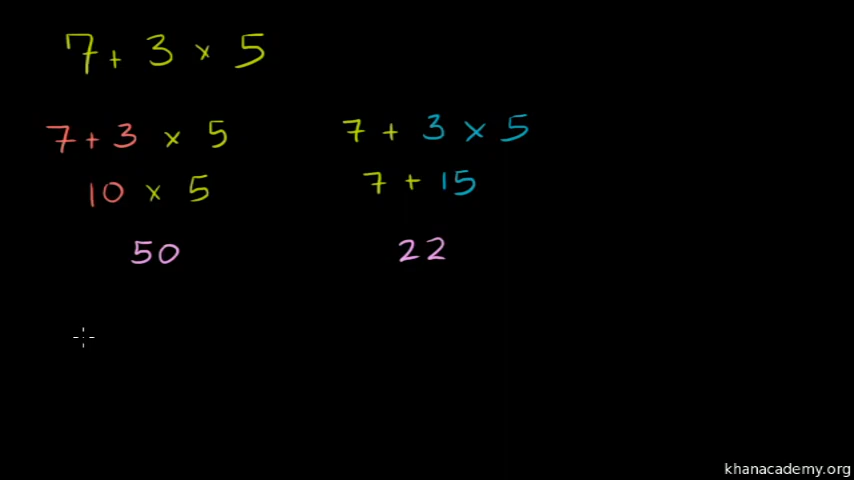 7 + 3 × 5
7 + 3 × 5
10 × 5
50
7 + 3 × 5
7 + 15
22
khanacademy.org